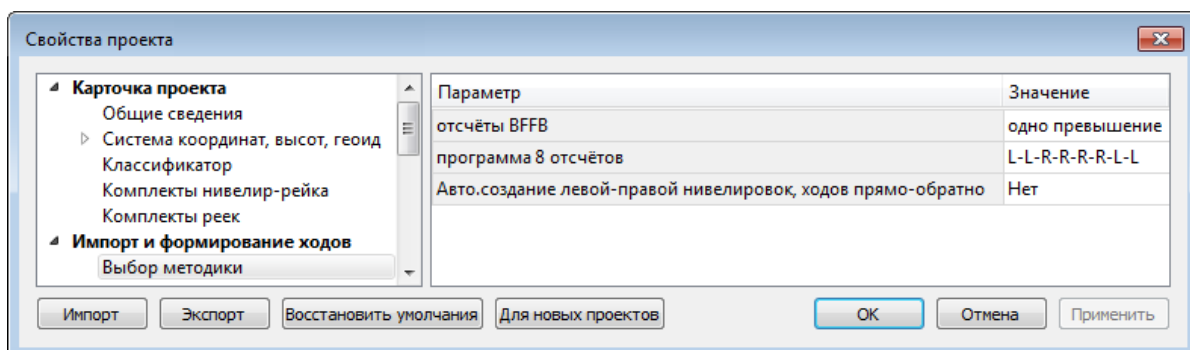 Свойства проекта
Карточка проекта
Общие сведения
Система координат, высот, геоид
Классификатор
Комплекты нивелир-рейка
Комплекты реек
Импорт и формирование ходов
Выбор методики
Параметр Значение
отсчёты BFFB одно превышение
программа 8 отсчётов L-L-R-R-R-R-L-L
Авто.создание левой-правой нивелировок, ходов прямо-обратно Нет
Импорт Экспорт Восстановить умолчания Для новых проектов OK Отмена Применить